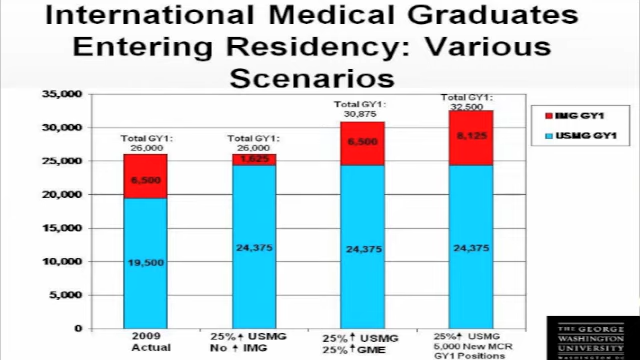 International Medical Graduates
Entering Residency: Various
Scenarios
35,000
30,000
25,000
20,000
15,000
10,000
5,000
0
Total GY1:
26,000
6,500
19,500
Total GY1:
26,000
1,625
24,375
Total GY1:
30,875
6,500
24,375
Total GY1:
32,500
8,125
24,375
IMG GY1
USMG GY1
2009
Actual
25%↑ USMG
No ↑ IMG
25%↑ USMG
25%↑ GME
25%↑ USMG
5,000 New MCR
GY1 Positions
THE GEORGE
WASHINGTON
UNIVERSITY